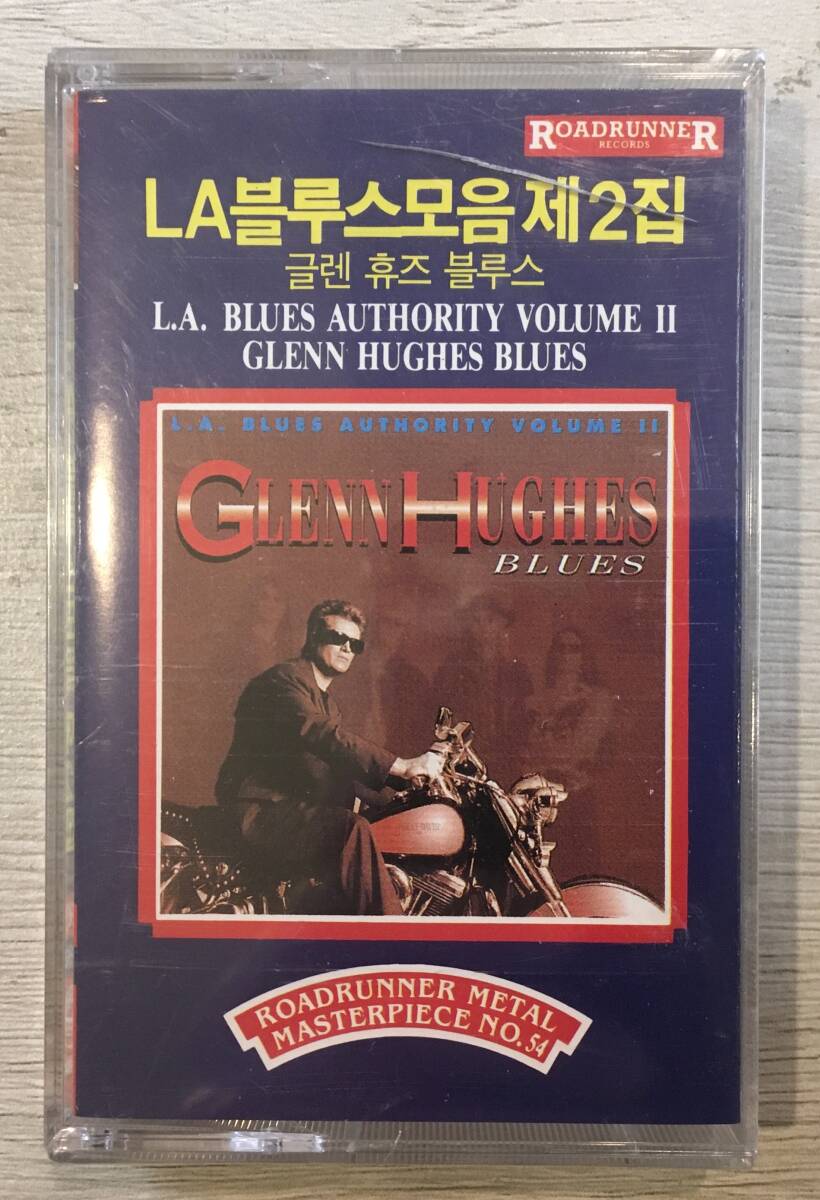 ROADRUNNER
RECORDS
LA블루스모음 제2집
글렌 휴즈 블루스
L.A. BLUES AUTHORITY VOLUME II
GLENN HUGHES BLUES
L.A. BLUES AUTHORITY VOLUME II
GLENN HUGHES
BLUES
ROADRUNNER METAL
MASTERPIECE NO.54